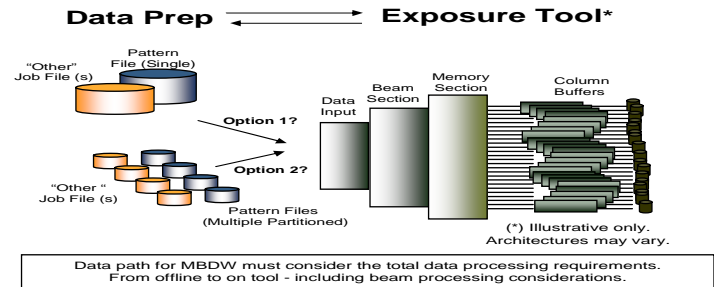 Data Prep
Exposure Tool*
"Other"
Job File (s)
Pattern
File (Single)
Option 1?
Option 2?
"Other "
Job File (s)
Pattern Files
(Multiple Partitioned)
Data
Input
Beam
Section
Memory
Section
Column
Buffers
(*) Illustrative only.
Architectures may vary.
Data path for MBDW must consider the total data processing requirements.
From offline to on tool - including beam processing considerations.